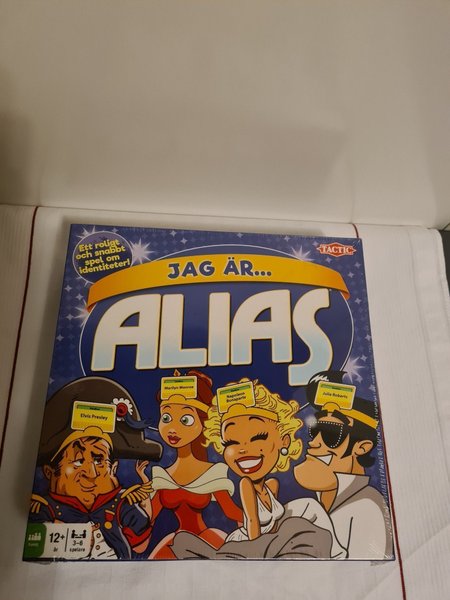 Ett roligt
och snabbt
spel om
identiteter!
TACTIC
JAG ÄR...
ALIAS
Elvis Presley
Marilyn Monroe
Napoleon
Bonaparte
Julia Roberts
12+
år
3-6
spelare